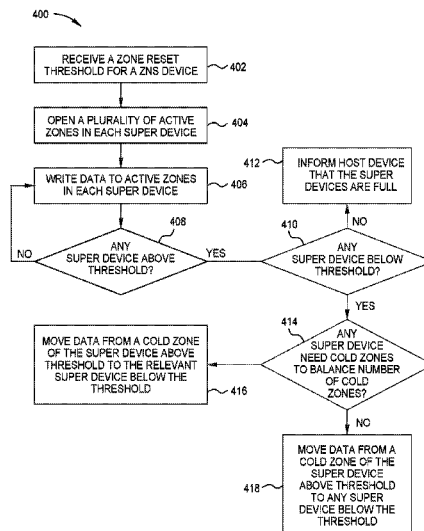 400
RECEIVE A ZONE RESET
THRESHOLD FOR A ZNS
DEVICE
402
OPEN A PLURALITY OF ACTIVE
ZONES IN EACH SUPER DEVICE
404
WRITE DATA TO ACTIVE ZONES
IN EACH SUPER DEVICE
406
408
ANY
SUPER DEVICE ABOVE
THRESHOLD?
NO
YES
410
ANY
SUPER DEVICE BELOW
THRESHOLD?
NO
412
INFORM HOST DEVICE
THAT THE SUPER
DEVICES ARE FULL
YES
414
ANY
SUPER DEVICE
NEED COLD ZONES
TO BALANCE NUMBER
OF COLD
ZONES?
MOVE DATA FROM A COLD ZONE
OF THE SUPER DEVICE ABOVE
THRESHOLD TO THE RELEVANT
SUPER DEVICE BELOW THE
THRESHOLD
416
NO
MOVE DATA FROM A
COLD ZONE OF THE
SUPER DEVICE
ABOVE THRESHOLD
TO ANY SUPER
DEVICE BELOW THE
THRESHOLD
418